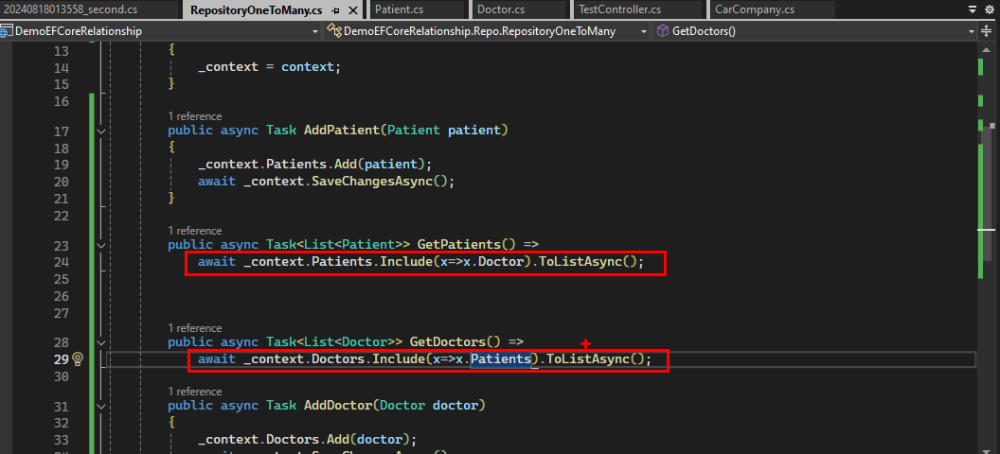 20240818013558_second.cs RepositoryOneToMany.cs Patient.cs Doctor.cs TestController.cs CarCompany.cs
DemoEFCoreRelationship DemoEFCoreRelationship.Repo.RepositoryOneToMany GetDoctors()
13 {
14 _context = context;
15 }
16
1 reference
17 public async Task AddPatient(Patient patient)
18 {
19 _context.Patients.Add(patient);
20 await _context.SaveChangesAsync();
21 }
22
1 reference
23 public async Task<List<Patient>> GetPatients() =>
24 await _context.Patients.Include(x=>x.Doctor).ToListAsync();
25
26
27
1 reference
28 public async Task<List<Doctor>> GetDoctors() =>
29 await _context.Doctors.Include(x=>x.Patients).ToListAsync();
30
1 reference
31 public async Task AddDoctor(Doctor doctor)
32 {
33 _context.Doctors.Add(doctor);